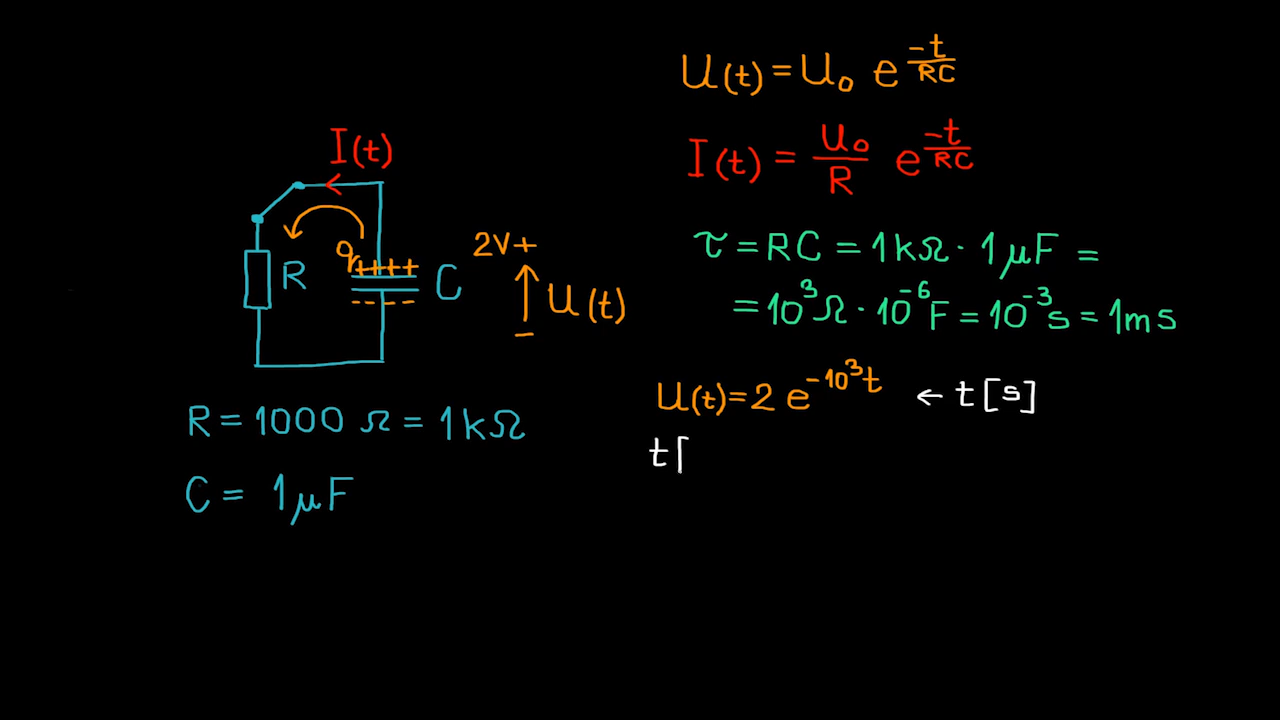 U(t) = U₀ e^(-t/RC)
I(t) = U₀/R e^(-t/RC)
I(t)
τ = RC = 1kΩ · 1μF =
= 10³Ω · 10⁻⁶F = 10⁻³s = 1ms
2V +
q ++++
R
C
U(t)
----
−
U(t) = 2 e^(-10³t) ← t[s]
t[
R = 1000 Ω = 1kΩ
C = 1μF